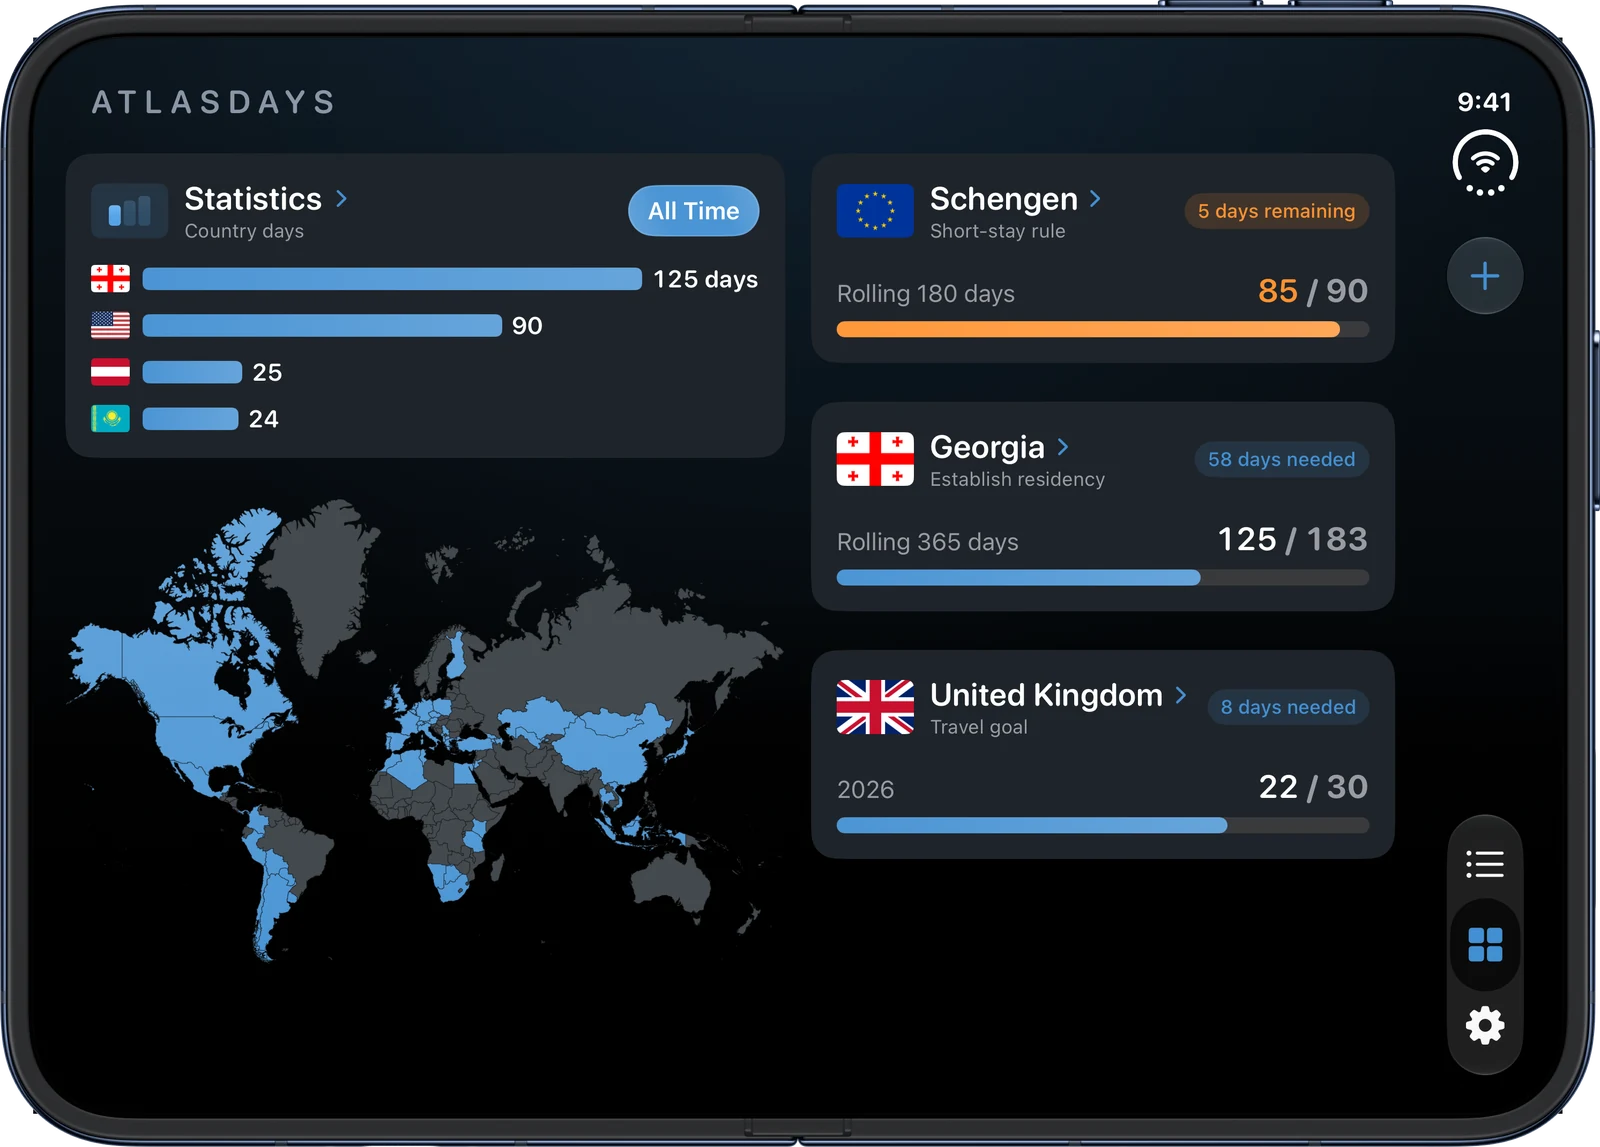 ATLASDAYS
9:41
Statistics
Country days
All Time
125 days
90
25
24
Schengen
Short-stay rule
5 days remaining
Rolling 180 days
85 / 90
Georgia
Establish residency
58 days needed
Rolling 365 days
125 / 183
United Kingdom
Travel goal
8 days needed
2026
22 / 30